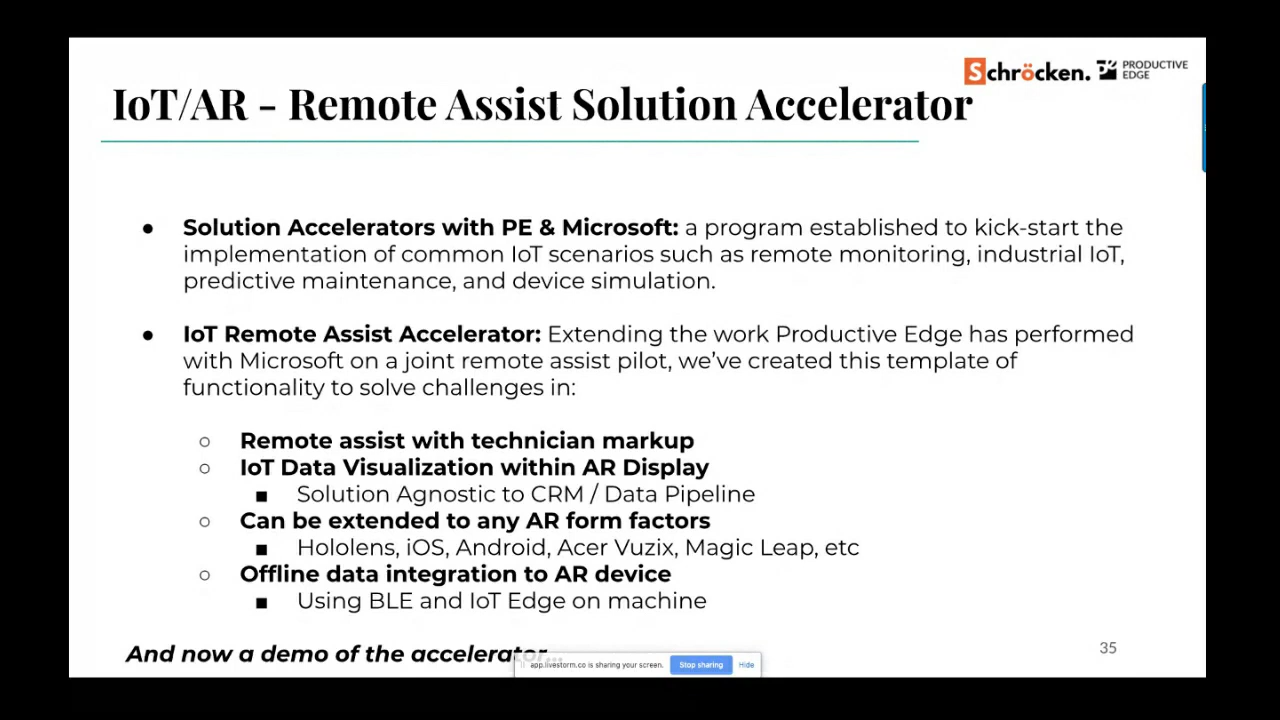 Schröcken. PRODUCTIVE EDGE
IoT/AR - Remote Assist Solution Accelerator
● Solution Accelerators with PE & Microsoft: a program established to kick-start the
implementation of common IoT scenarios such as remote monitoring, industrial IoT,
predictive maintenance, and device simulation.
● IoT Remote Assist Accelerator: Extending the work Productive Edge has performed
with Microsoft on a joint remote assist pilot, we’ve created this template of
functionality to solve challenges in:
○ Remote assist with technician markup
○ IoT Data Visualization within AR Display
■ Solution Agnostic to CRM / Data Pipeline
○ Can be extended to any AR form factors
■ Hololens, iOS, Android, Acer Vuzix, Magic Leap, etc
○ Offline data integration to AR device
■ Using BLE and IoT Edge on machine
And now a demo of the accelerator...
35
app.livestorm.co is sharing your screen. Stop sharing Hide